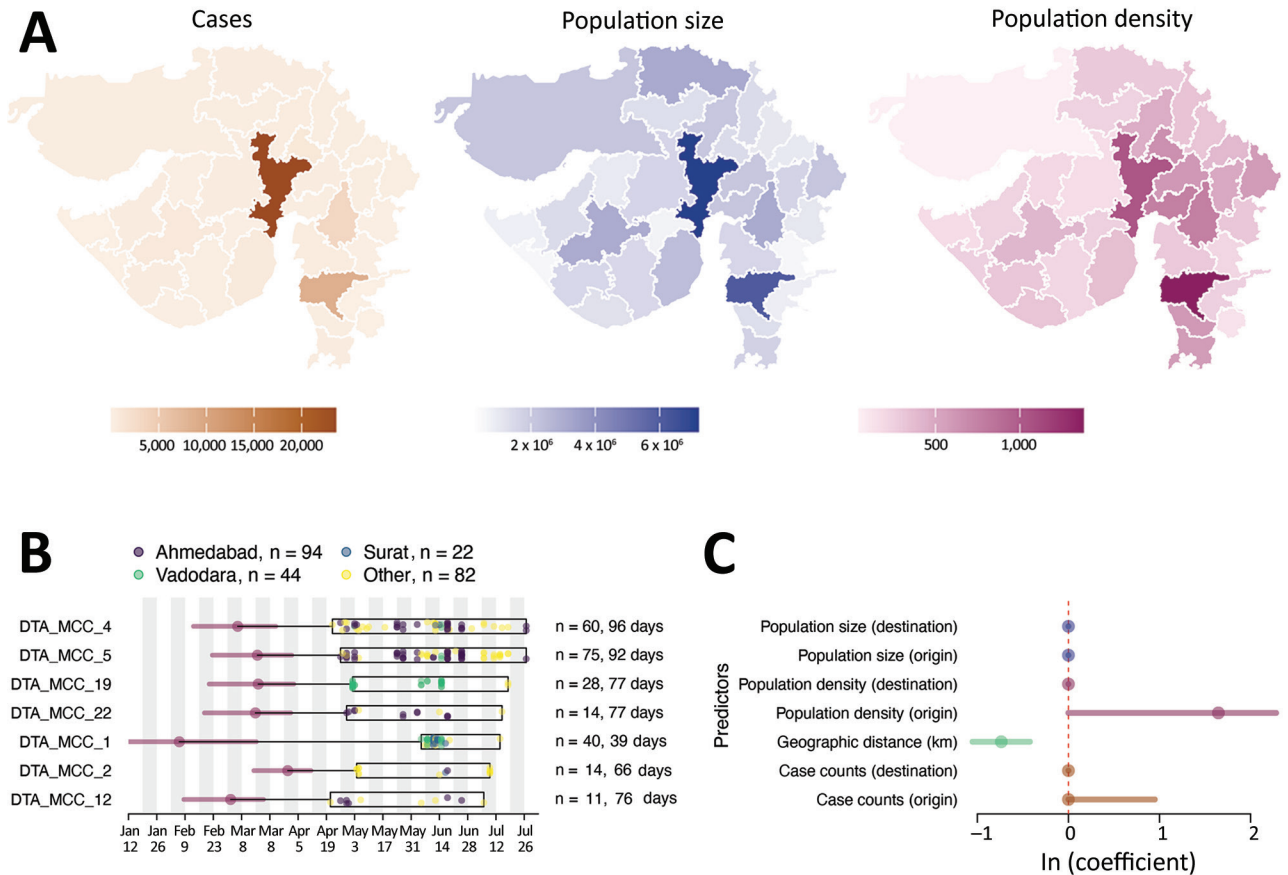 A
Cases
Population size
Population density
5,000 10,000 15,000 20,000
2 x 10⁶ 4 x 10⁶ 6 x 10⁶
500 1,000
B
Ahmedabad, n = 94
Surat, n = 22
Vadodara, n = 44
Other, n = 82
DTA_MCC_4
n = 60, 96 days
DTA_MCC_5
n = 75, 92 days
DTA_MCC_19
n = 28, 77 days
DTA_MCC_22
n = 14, 77 days
DTA_MCC_1
n = 40, 39 days
DTA_MCC_2
n = 14, 66 days
DTA_MCC_12
n = 11, 76 days
Jan Jan Feb Feb Mar Mar Apr Apr May May May Jun Jun Jul Jul
12 26 9 23 8 8 5 19 3 17 31 14 28 12 26
C
Predictors
Population size (destination)
Population size (origin)
Population density (destination)
Population density (origin)
Geographic distance (km)
Case counts (destination)
Case counts (origin)
−1 0 1 2
ln (coefficient)